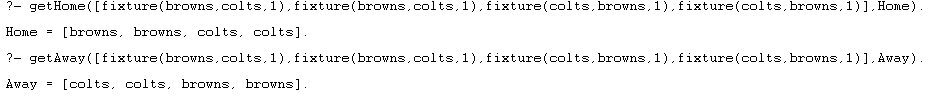 ?- getHome([fixture(browns,colts,1),fixture(browns,colts,1),fixture(colts,browns,1),fixture(colts,browns,1)],Home).
Home = [browns, browns, colts, colts].
?- getAway([fixture(browns,colts,1),fixture(browns,colts,1),fixture(colts,browns,1),fixture(colts,browns,1)],Away).
Away = [colts, colts, browns, browns].